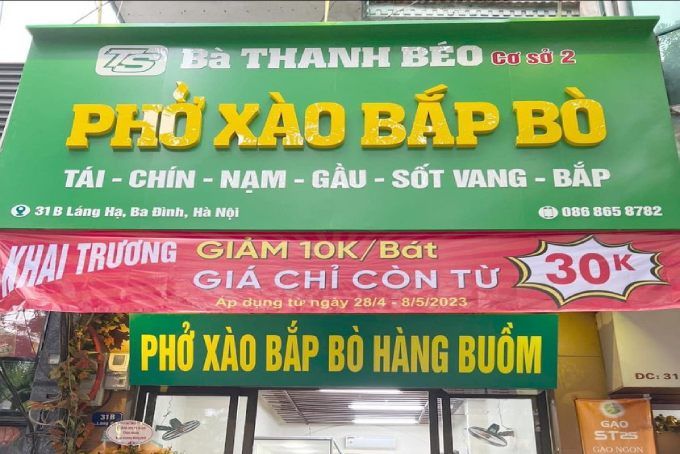 TS Bà THANH BÉO Cơ sở 2
PHỞ XÀO BẮP BÒ
TÁI - CHÍN - NẠM - GẦU - SỐT VANG - BẮP
31B Láng Hạ, Ba Đình, Hà Nội
086 865 8782
KHAI TRƯƠNG
GIẢM 10K/Bát
GIÁ CHỈ CÒN TỪ
30K
Áp dụng từ ngày 28/4 - 8/5/2023
PHỞ XÀO BẮP BÒ HÀNG BUỒM
ĐC: 31
31B
GẠO
ST25
GẠO NGON